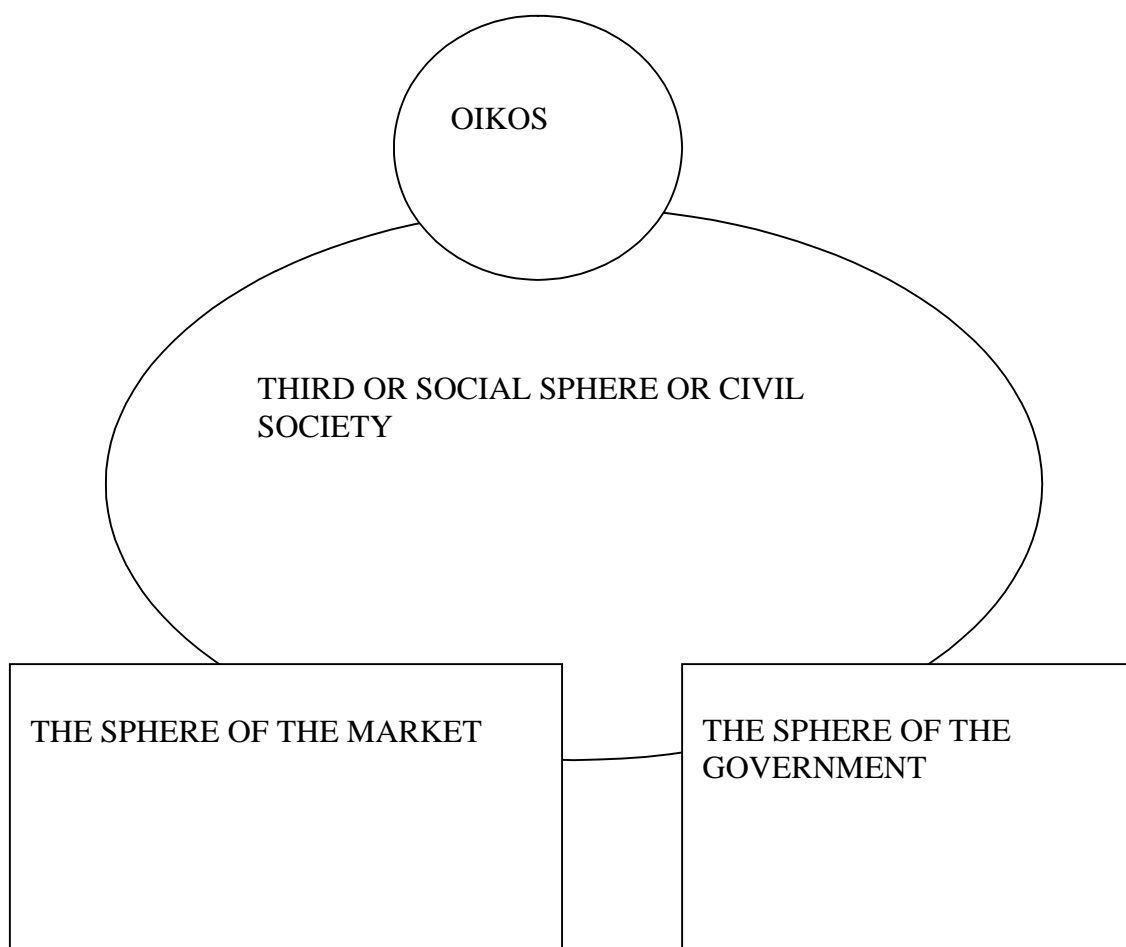 OIKOS
THIRD OR SOCIAL SPHERE OR CIVIL
SOCIETY
THE SPHERE OF THE MARKET
THE SPHERE OF THE
GOVERNMENT